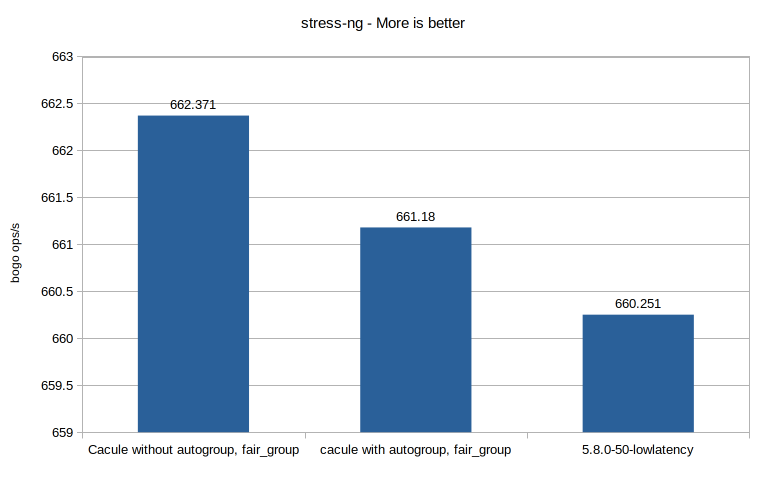 stress-ng - More is better
663
662.5
662
661.5
661
660.5
660
659.5
659
bogo ops/s
662.371
661.18
660.251
Cacule without autogroup, fair_group
cacule with autogroup, fair_group
5.8.0-50-lowlatency